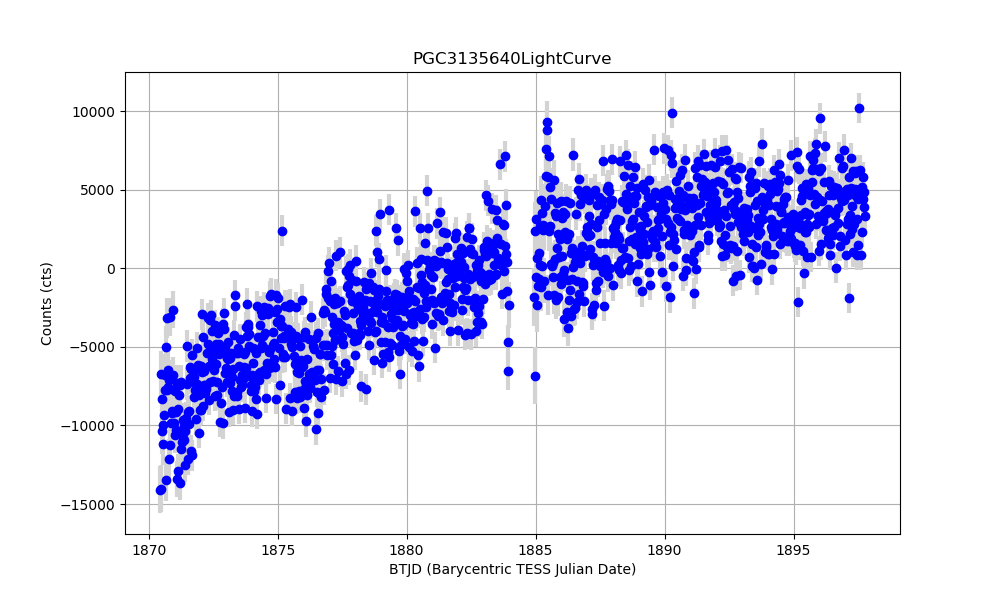 PGC3135640LightCurve
10000
5000
0
−5000
−10000
−15000
Counts (cts)
1870 1875 1880 1885 1890 1895
BTJD (Barycentric TESS Julian Date)